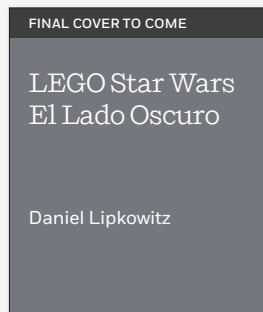 FINAL COVER TO COME
LEGO Star Wars
El Lado Oscuro
Daniel Lipkowitz